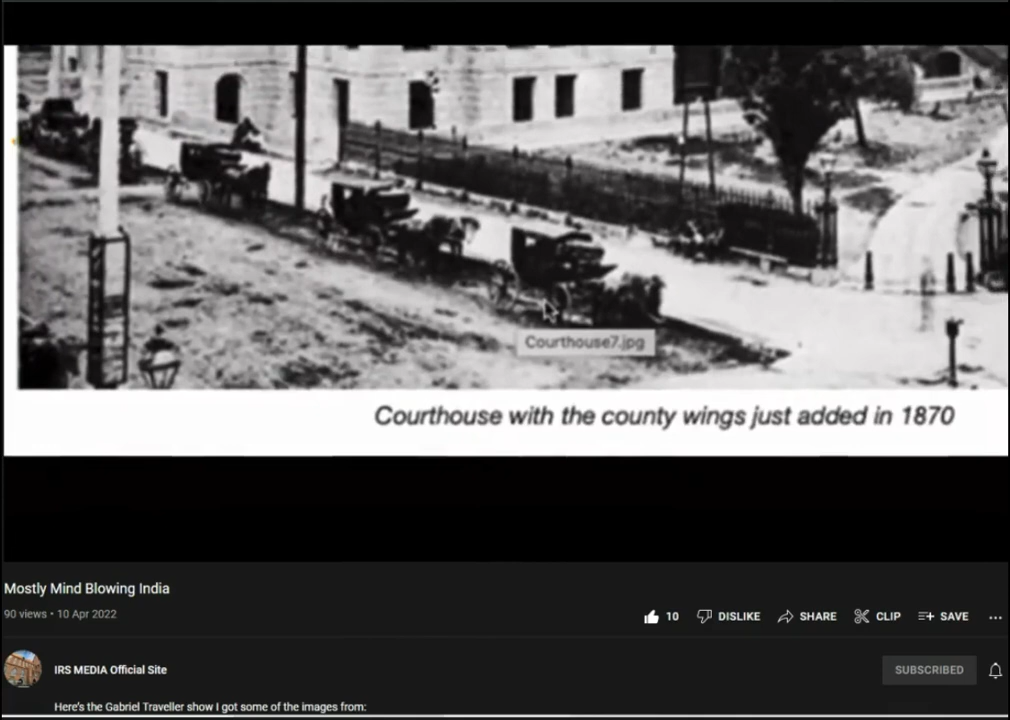 Courthouse7.jpg
Courthouse with the county wings just added in 1870
Mostly Mind Blowing India
90 views • 10 Apr 2022
10 DISLIKE SHARE CLIP SAVE ...
IRS MEDIA Official Site
SUBSCRIBED
Here's the Gabriel Traveller show I got some of the images from: